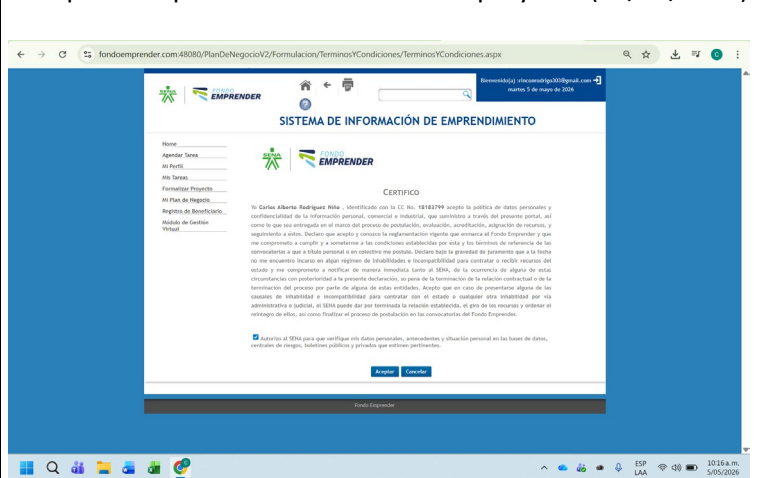 fondoemprender.com:48080/PlanDeNegocioV2/Formulacion/TerminosYCondiciones/TerminosYCondiciones.aspx
SENA
FONDO
EMPRENDER
Bienvenido(a) :rinconrodrigo303@gmail.com
martes 5 de mayo de 2026
SISTEMA DE INFORMACIÓN DE EMPRENDIMIENTO
Home
Agendar Tarea
Mi Perfil
Mis Tareas
Formalizar Proyecto
Mi Plan de Negocio
Registro de Beneficiario
Módulo de Gestión
Virtual
SENA
FONDO
EMPRENDER
CERTIFICO
Yo Carlos Alberto Rodriguez Niño , identificado con la CC No. 18183799 acepto la política de datos personales y
confidencialidad de la información personal, comercial e industrial, que suministro a través del presente portal, así
como le que sea entregada en el marco del proceso de postulación, evaluación, acreditación, asignación de recursos, y
seguimiento a éstos. Declaro que acepto y conozco la reglamentación vigente que enmarca el Fondo Emprender y que
me comprometo a cumplir y a someterse a las condiciones establecidas por ésta y los términos de referencia de las
convocatorias a que a título personal o en colectivo me postule. Declaro bajo la gravedad de juramento que a la fecha
no me encuentro incurso en algún régimen de inhabilidades e incompatibilidad para contratar o recibir recursos del
estado y me comprometo a notificar de manera inmediata tanto al SENA, de la ocurrencia de alguna de estas
circunstancias con posterioridad a la presente declaración, so pena de la terminación de la relación contractual o de la
terminación del proceso por parte de alguna de estas entidades. Acepto que en caso de presentarse alguna de las
causales de inhabilidad e incompatibilidad para contratar con el estado o cualquier otra inhabilidad por vía
administrativa o judicial, el SENA puede dar por terminada la relación establecida, el giro de los recursos y ordenar el
reintegro de ellos, así como finalizar el proceso de postulación en las convocatorias del Fondo Emprender.
Autorizo al SENA para que verifique mis datos personales, antecedentes y situación personal en las bases de datos,
centrales de riesgos, boletines públicos y privados que estimen pertinentes.
Aceptar Cancelar
Fondo Emprender
ESP
LAA
10:16 a. m.
5/05/2026